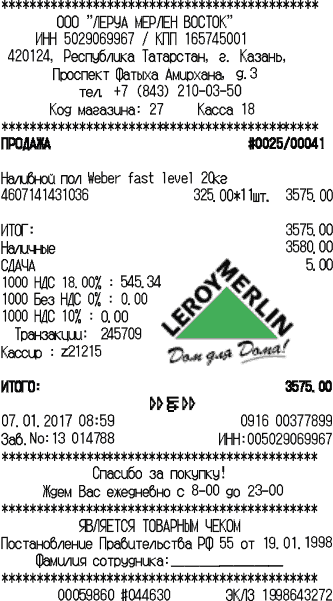 ****************************************
ООО "ЛЕРУА МЕРЛЕН ВОСТОК"
ИНН 5029069967 / КПП 165745001
420124, Республика Татарстан, г. Казань,
Проспект Фатыха Амирхана, д.3
тел. +7 (843) 210-03-50
Код магазина: 27 Касса 18
****************************************
ПРОДАЖА #0025/00041
Наливной пол Weber fast level 20кг
4607141431036 325.00*11шт. 3575.00
ИТОГ: 3575.00
Наличные 3580.00
СДАЧА 5.00
1000 НДС 18.00% : 545.34
1000 Без НДС 0% : 0.00
1000 НДС 10% : 0.00
Транзакции: 245709
Кассир : z21215
LEROY MERLIN
Дом для Дома!
ИТОГО: 3575.00
07.01.2017 08:59 0916 00377899
Заб.No:13 014788 ИНН:005029069967
****************************************
Спасибо за покупку!
Ждем Вас ежедневно с 8-00 до 23-00
****************************************
ЯВЛЯЕТСЯ ТОВАРНЫМ ЧЕКОМ
Постановление Правительства РФ 55 от 19.01.1998
Фамилия сотрудника:______________
****************************************
00059860 #044630 ЭКЛЗ 1998643272